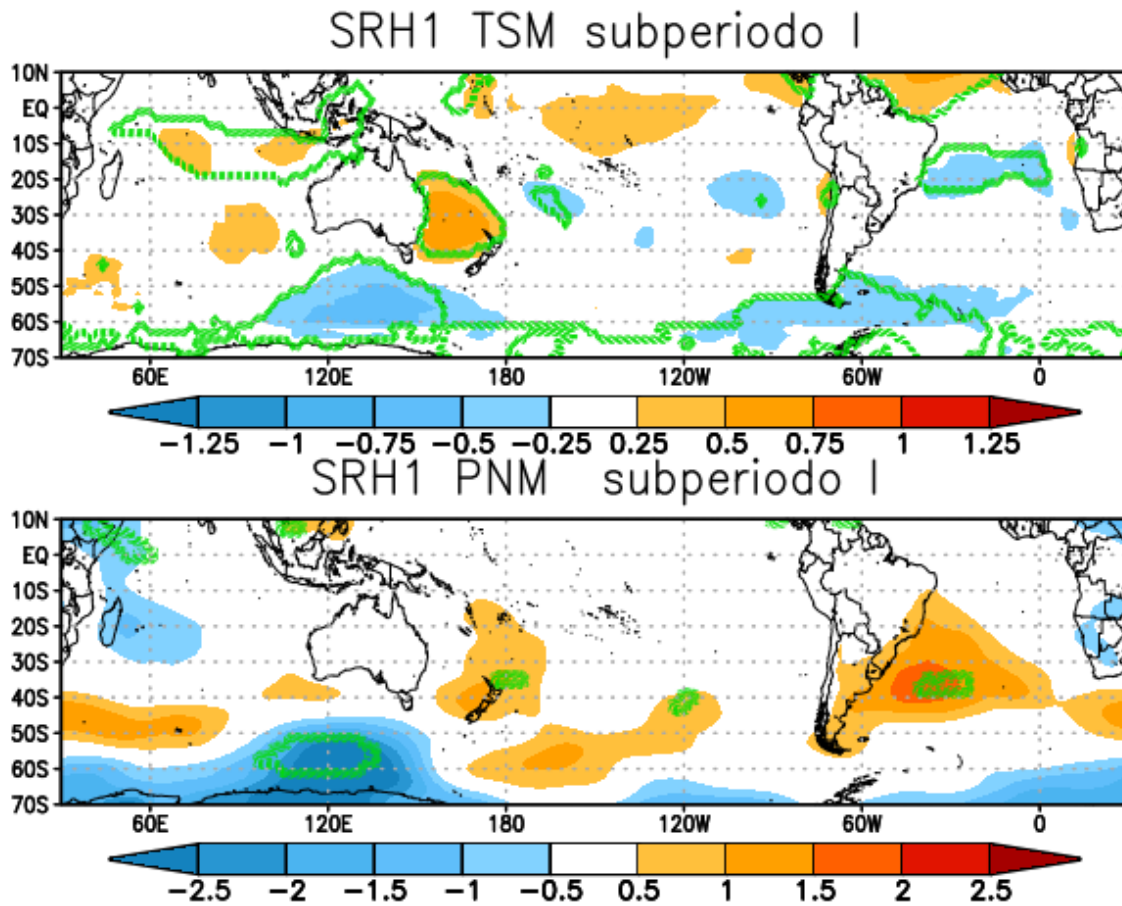 SRH1 TSM subperiodo I
10N
EQ
10S
20S
30S
40S
50S
60S
70S
60E 120E 180 120W 60W 0
−1.25 −1 −0.75 −0.5 −0.25 0.25 0.5 0.75 1 1.25
SRH1 PNM subperiodo I
10N
EQ
10S
20S
30S
40S
50S
60S
70S
60E 120E 180 120W 60W 0
−2.5 −2 −1.5 −1 −0.5 0.5 1 1.5 2 2.5